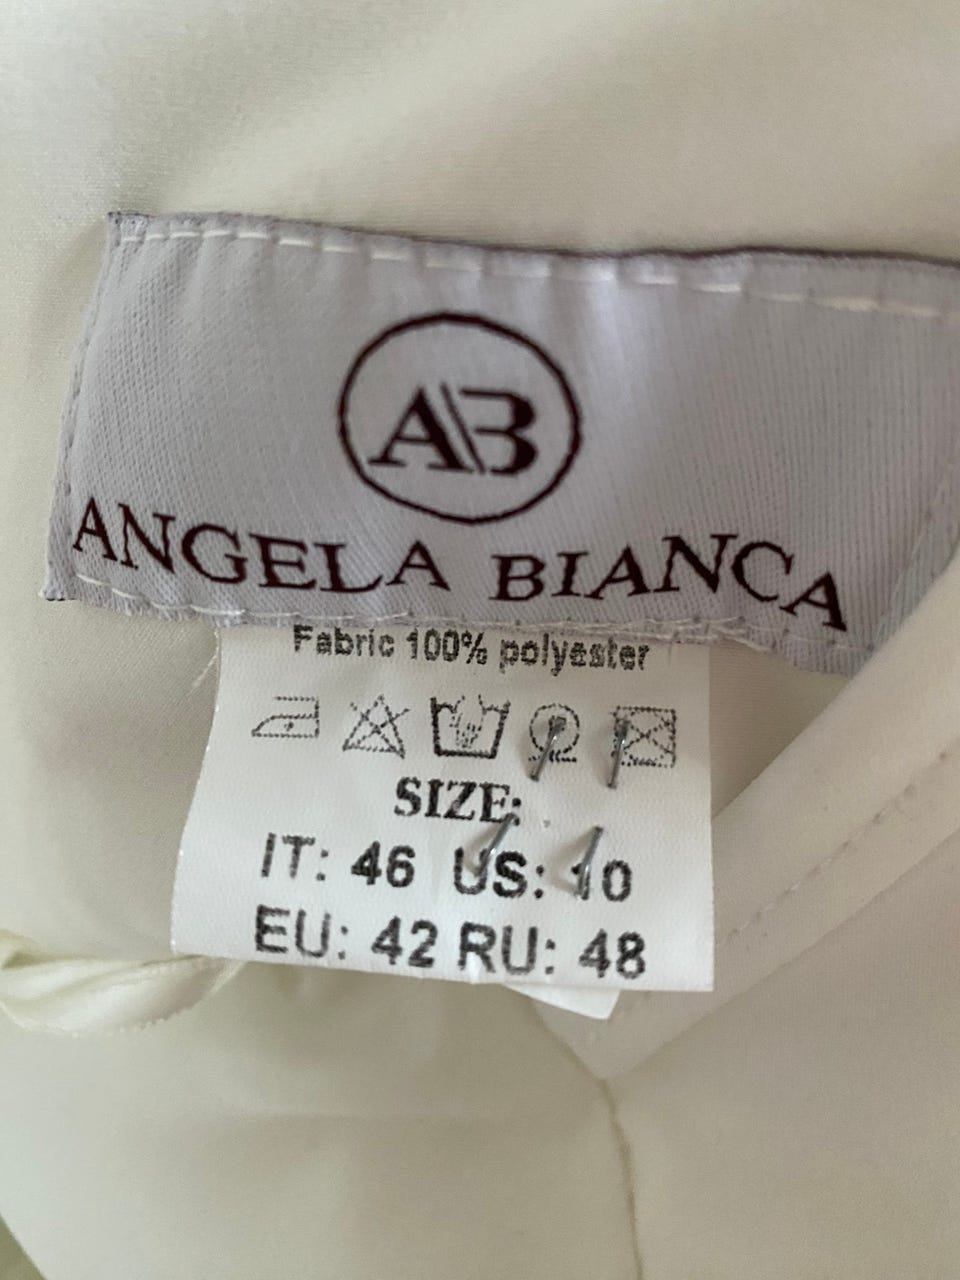 AB
ANGELA BIANCA
Fabric 100% polyester
SIZE:
IT: 46 US: 10
EU: 42 RU: 48